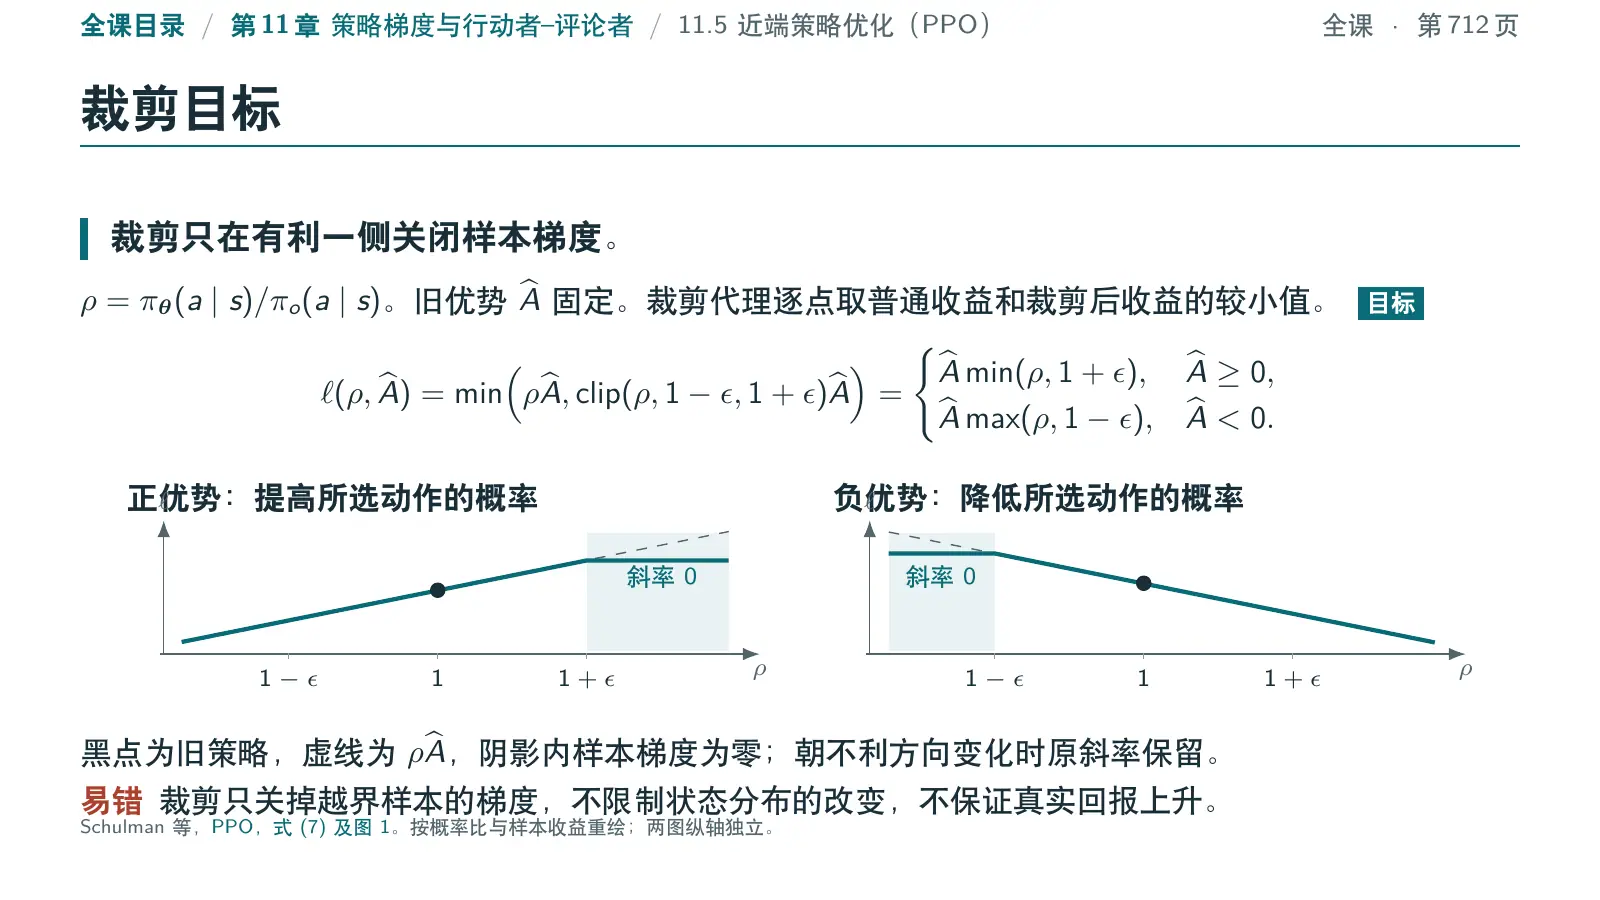 全课目录 / 第 11 章 策略梯度与行动者–评论者 / 11.5 近端策略优化（PPO） 全课 · 第 712 页
裁剪目标
裁剪只在有利一侧关闭样本梯度。
ρ = π_θ(a | s)/π_o(a | s)。旧优势 Â 固定。裁剪代理逐点取普通收益和裁剪后收益的较小值。 目标
ℓ(ρ, Â) = min(ρÂ, clip(ρ, 1 − ϵ, 1 + ϵ)Â) = { Â min(ρ, 1 + ϵ), Â ≥ 0,
Â max(ρ, 1 − ϵ), Â < 0.
正优势：提高所选动作的概率
ℓ
斜率 0
1 − ϵ 1 1 + ϵ ρ
负优势：降低所选动作的概率
ℓ
斜率 0
1 − ϵ 1 1 + ϵ ρ
黑点为旧策略，虚线为 ρÂ，阴影内样本梯度为零；朝不利方向变化时原斜率保留。
易错 裁剪只关掉越界样本的梯度，不限制状态分布的改变，不保证真实回报上升。
Schulman 等，PPO，式 (7) 及图 1。按概率比与样本收益重绘；两图纵轴独立。